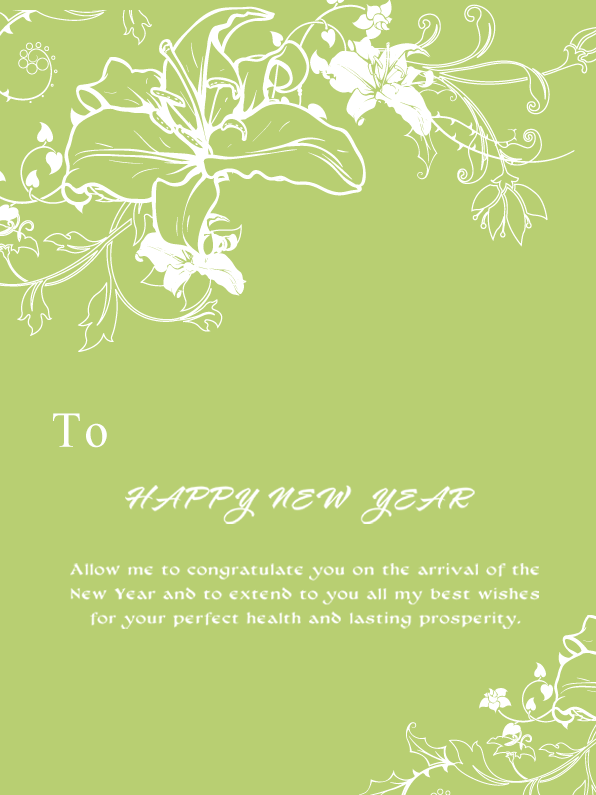 To
HAPPY NEW YEAR
Allow me to congratulate you on the arrival of the
New Year and to extend to you all my best wishes
for your perfect health and lasting prosperity.